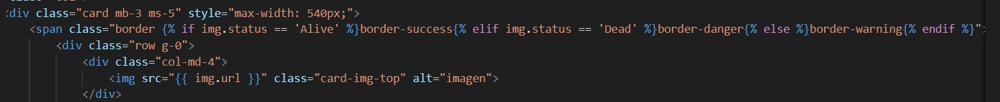 <div class="card mb-3 ms-5" style="max-width: 540px;">
<span class="border {% if img.status == 'Alive' %}border-success{% elif img.status == 'Dead' %}border-danger{% else %}border-warning{% endif %}">
<div class="row g-0">
<div class="col-md-4">
<img src="{{ img.url }}" class="card-img-top" alt="imagen">
</div>